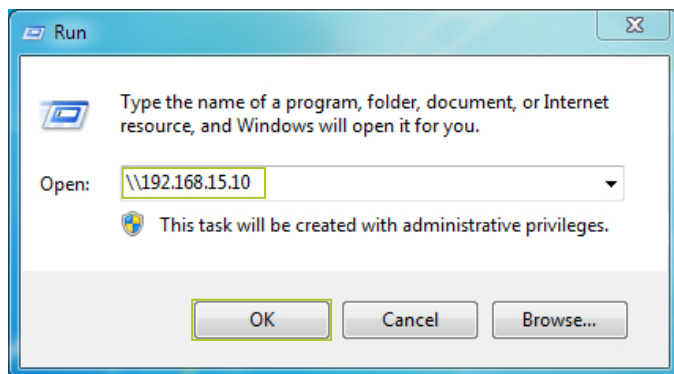 Run
Type the name of a program, folder, document, or Internet
resource, and Windows will open it for you.
Open: \\192.168.15.10
This task will be created with administrative privileges.
OK Cancel Browse...